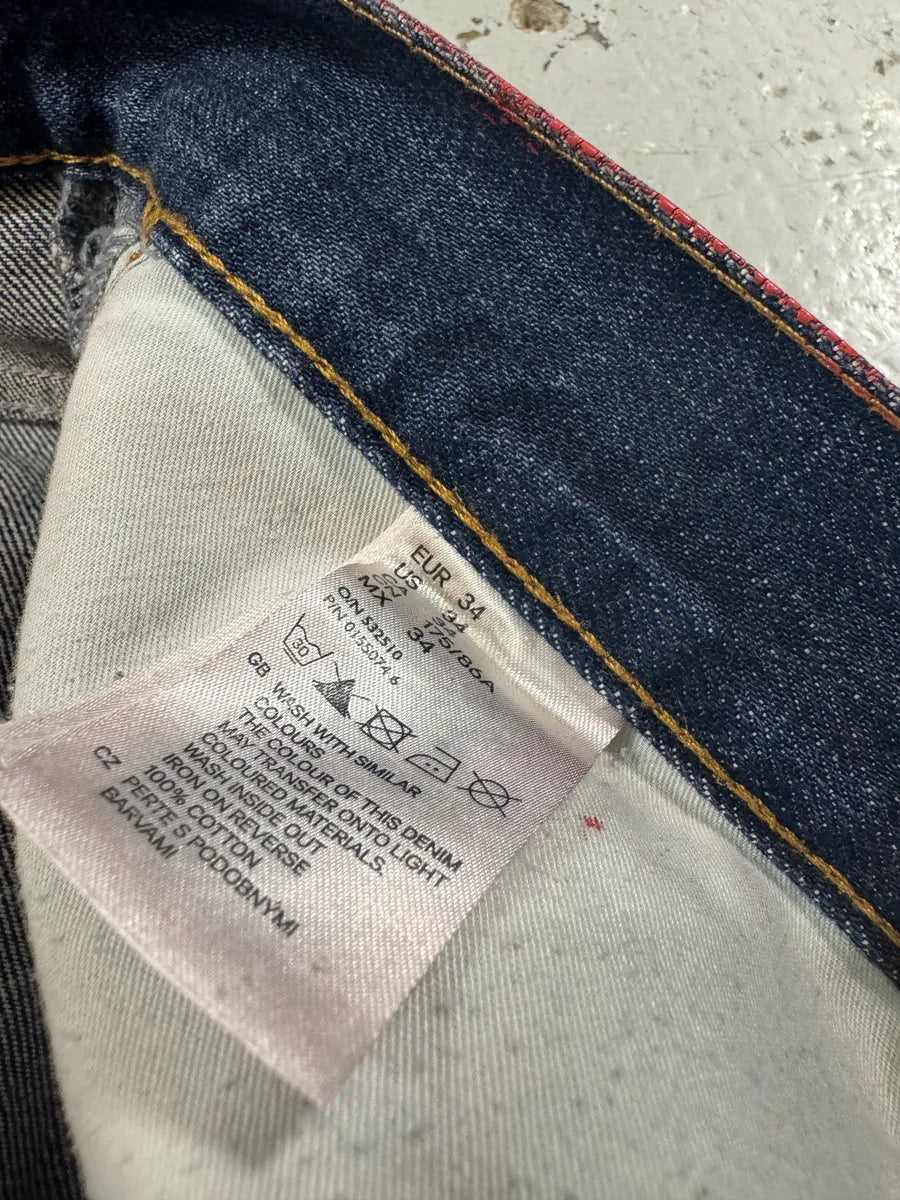 EUR 34
US 34
175/86A
MX 34
O/N 532510
P/N 0155074.6
30
GB WASH WITH SIMILAR
COLOURS
THE COLOUR OF THIS DENIM
MAY TRANSFER ONTO LIGHT
COLOURED MATERIALS.
WASH INSIDE OUT
IRON ON REVERSE
100% COTTON
CZ PERTE S PODOBNÝMI
BARVAMI